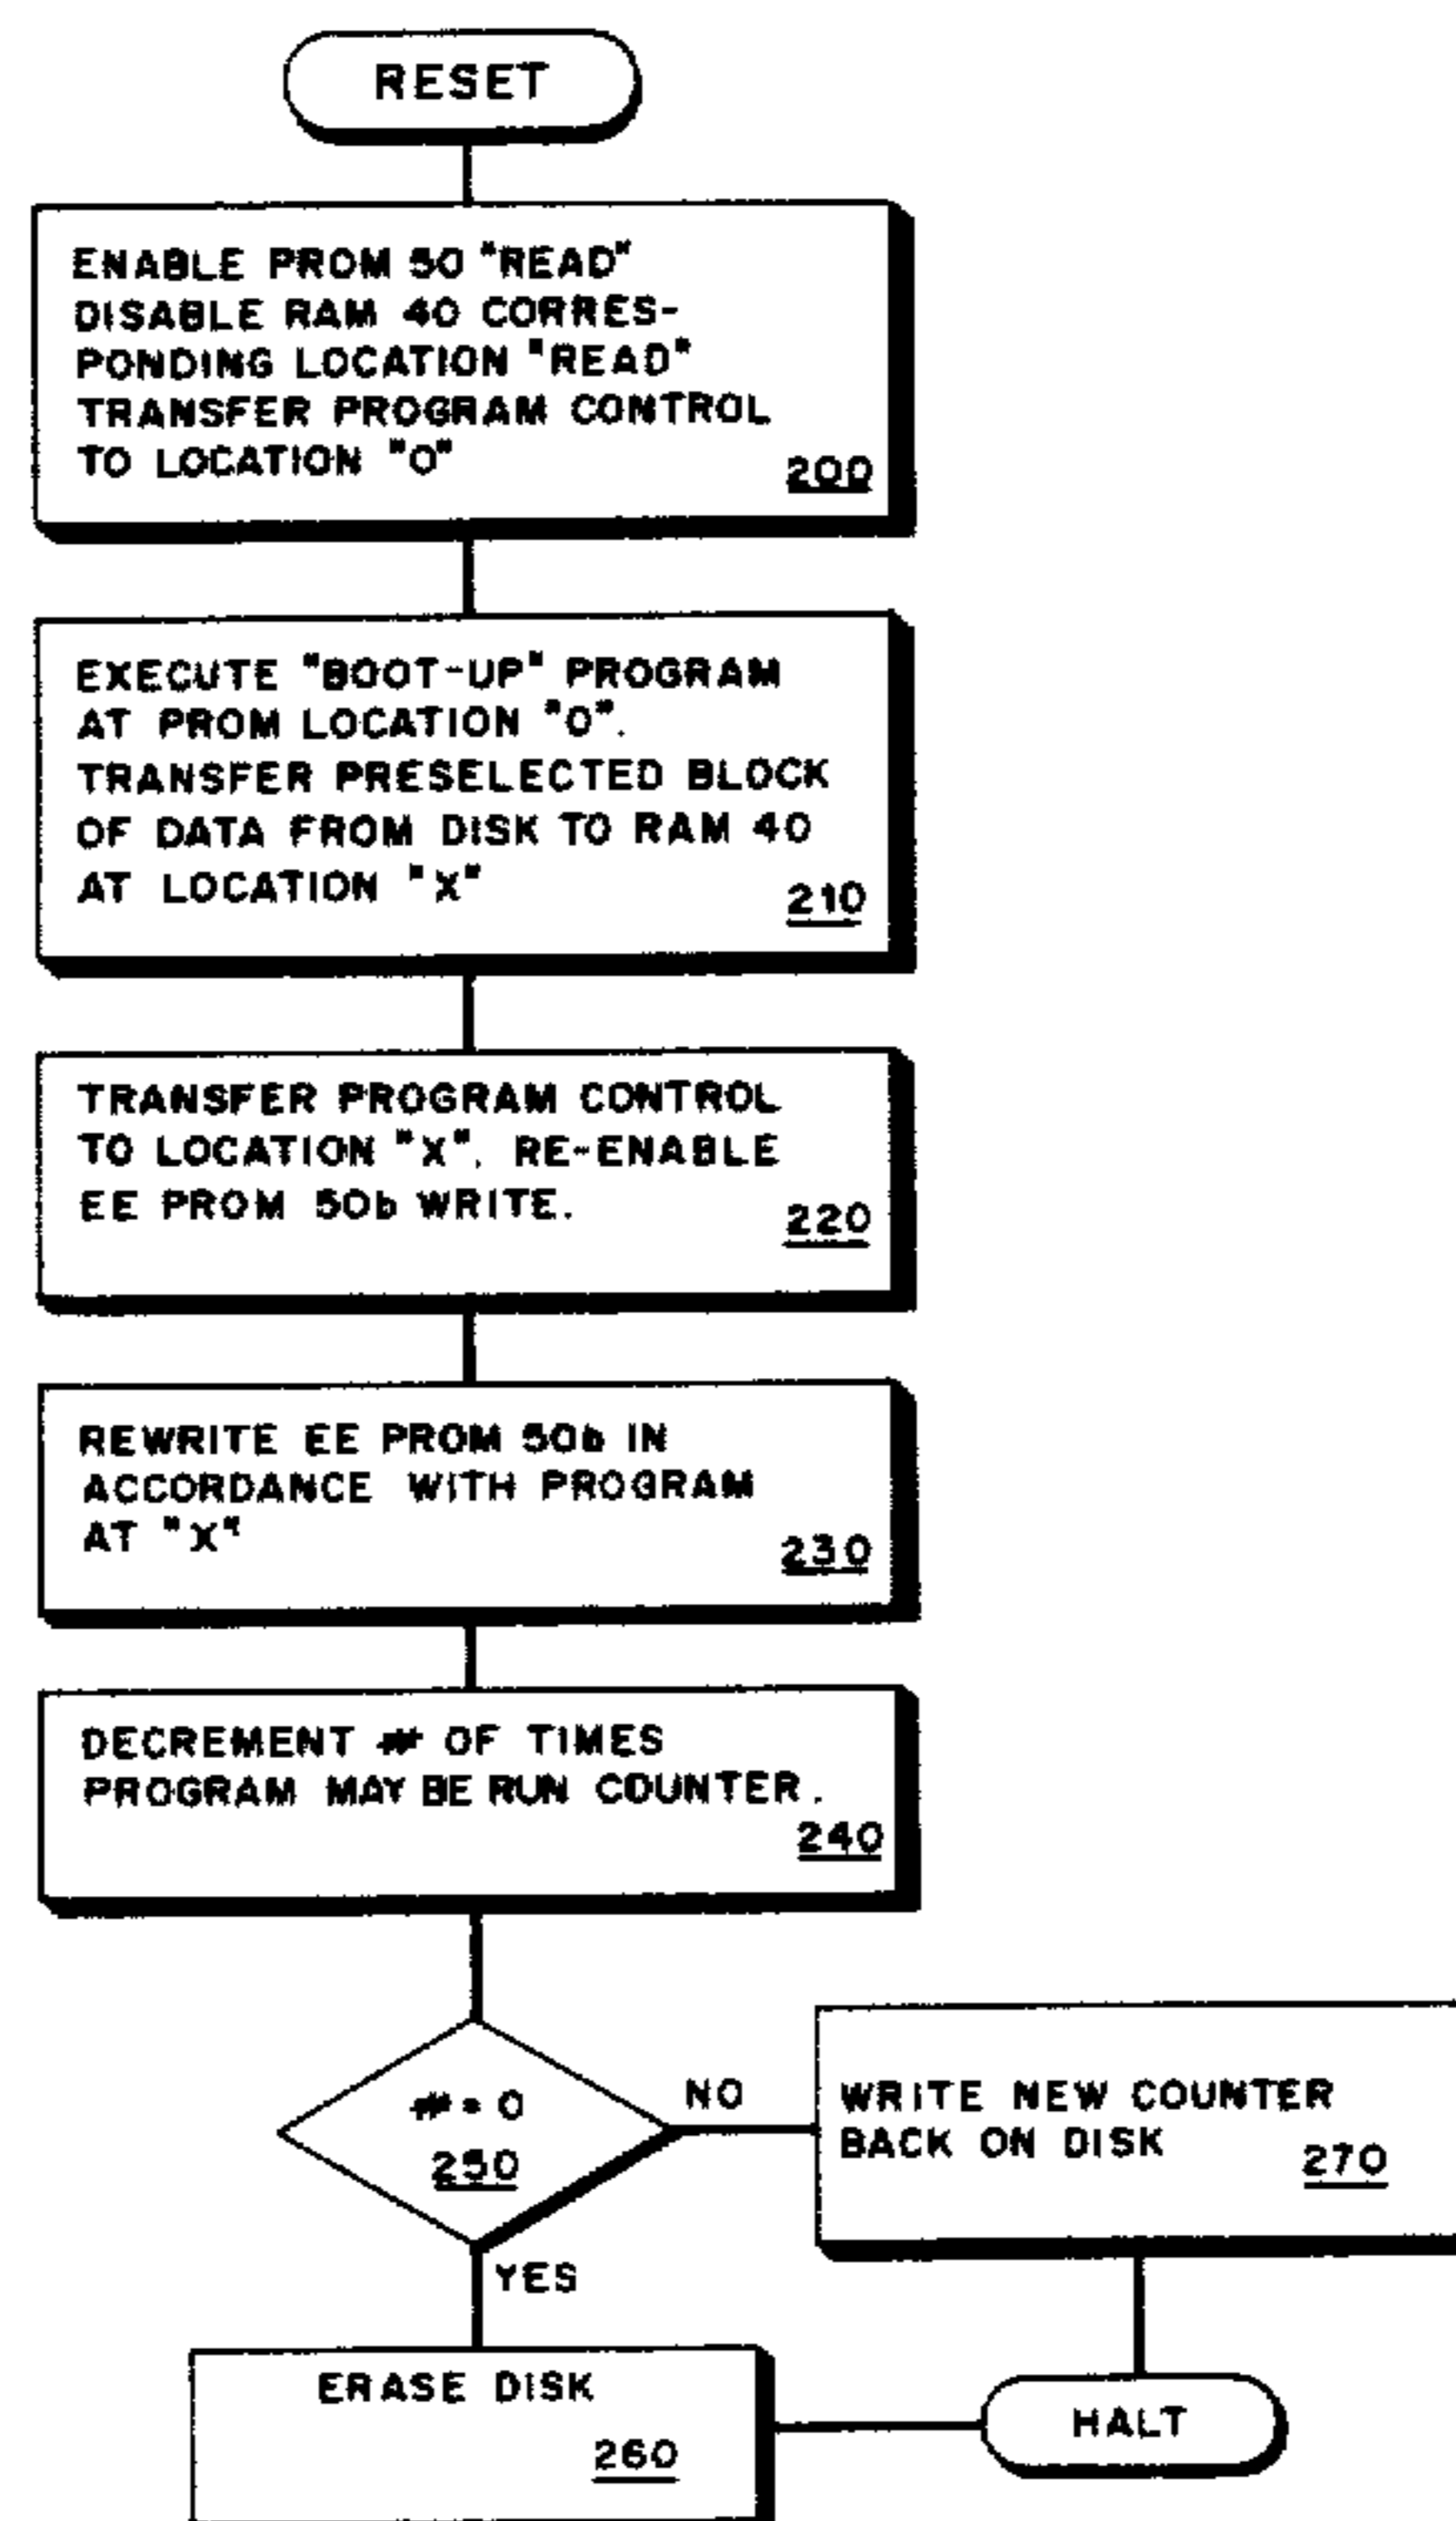 RESET
ENABLE PROM 50 "READ"
DISABLE RAM 40 CORRES-
PONDING LOCATION "READ"
TRANSFER PROGRAM CONTROL
TO LOCATION "0"
200
EXECUTE "BOOT-UP" PROGRAM
AT PROM LOCATION "0".
TRANSFER PRESELECTED BLOCK
OF DATA FROM DISK TO RAM 40
AT LOCATION "X"
210
TRANSFER PROGRAM CONTROL
TO LOCATION "X". RE-ENABLE
EE PROM 50b WRITE.
220
REWRITE EE PROM 50b IN
ACCORDANCE WITH PROGRAM
AT "X"
230
DECREMENT # OF TIMES
PROGRAM MAY BE RUN COUNTER.
240
# = 0
250
NO
WRITE NEW COUNTER
BACK ON DISK
270
YES
ERASE DISK
260
HALT